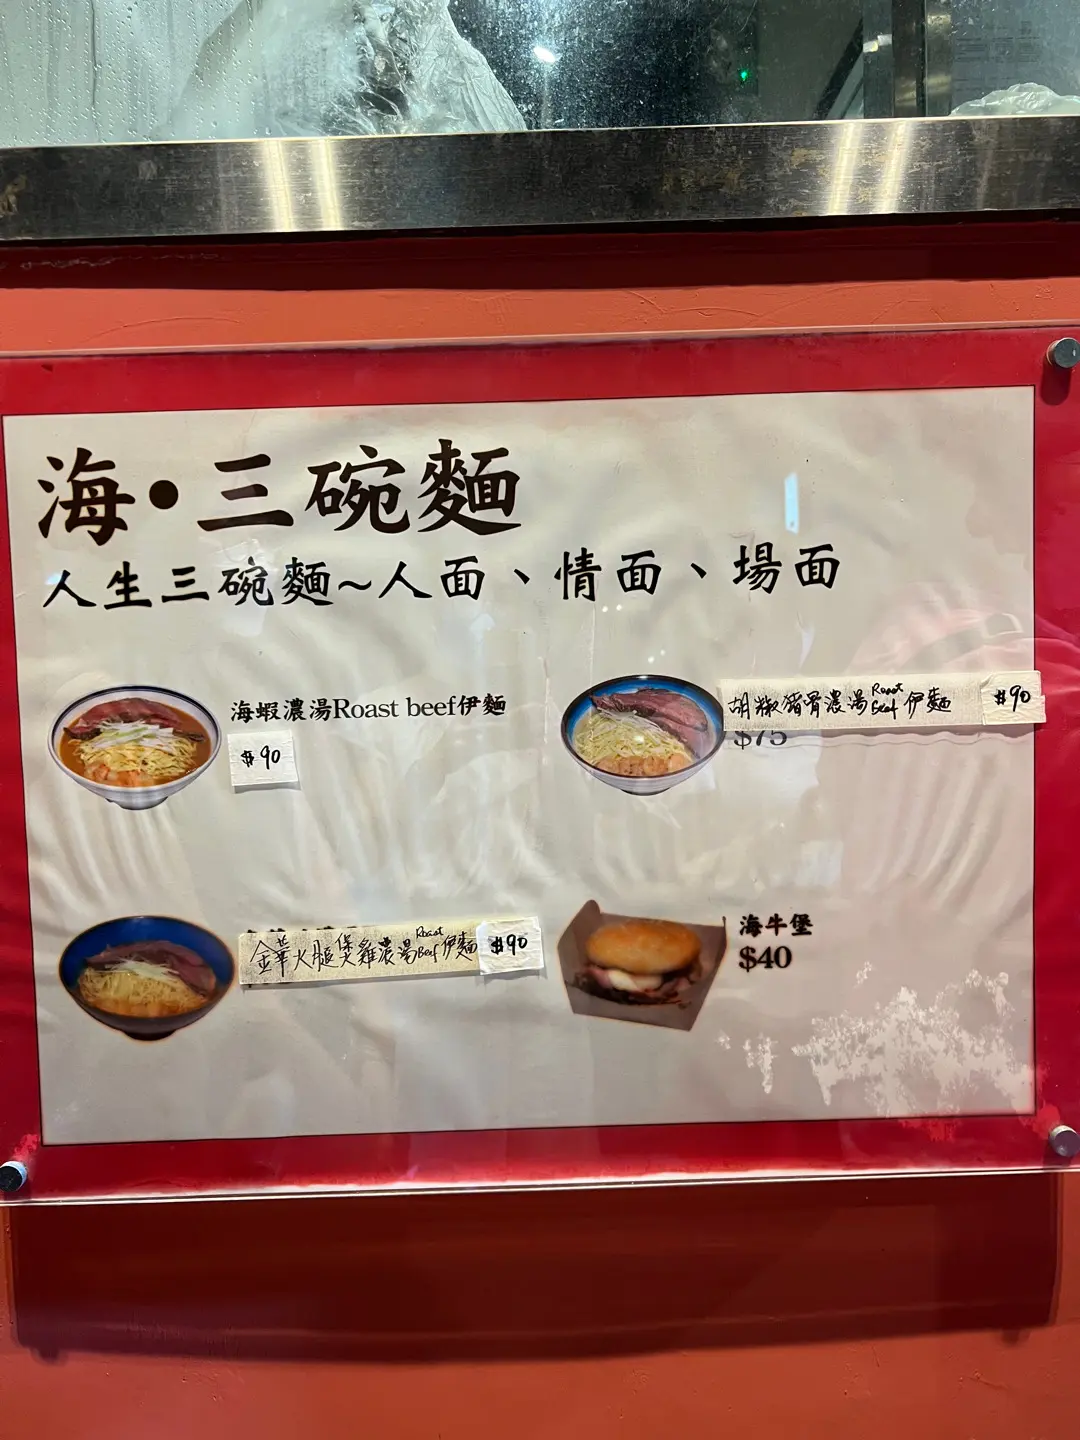 海•三碗麵
人生三碗麵~人面、情面、場面
海蝦濃湯Roast beef伊麵
$90
胡椒豬骨濃湯Roast Beef伊麵 $90
$75
金華火腿煲雞濃湯Roast Beef伊麵 $90
海牛堡
$40